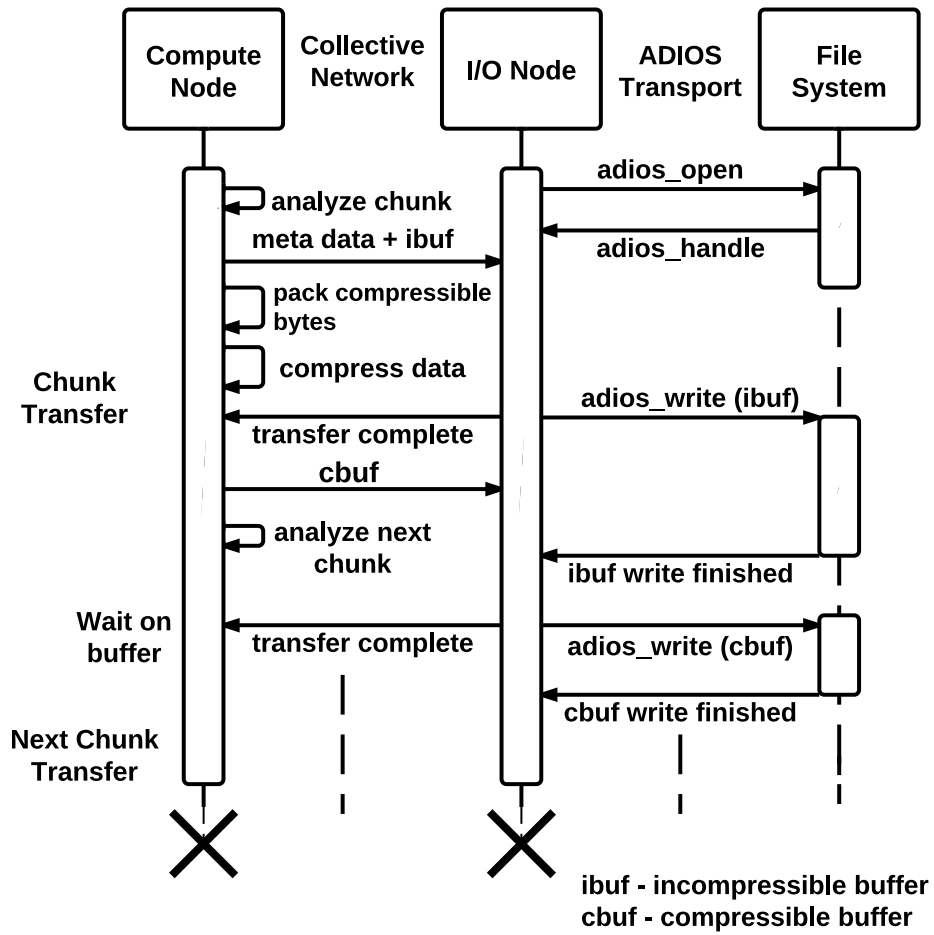 Compute
Node
Collective
Network
I/O Node
ADIOS
Transport
File
System
adios_open
analyze chunk
meta data + ibuf
adios_handle
pack compressible
bytes
compress data
Chunk
Transfer
adios_write (ibuf)
transfer complete
cbuf
analyze next
chunk
ibuf write finished
Wait on
buffer
transfer complete
adios_write (cbuf)
cbuf write finished
Next Chunk
Transfer
ibuf - incompressible buffer
cbuf - compressible buffer